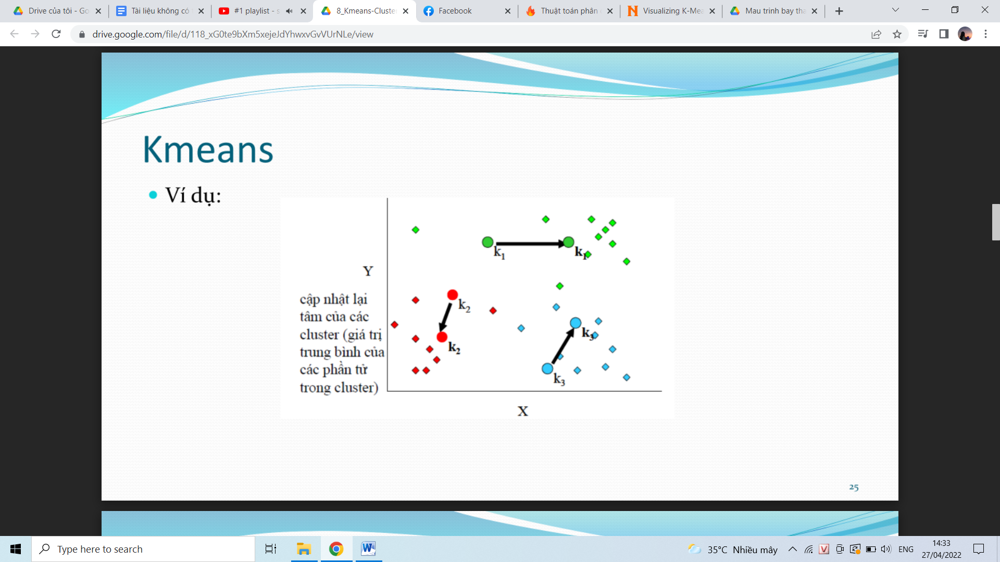 Drive của tôi - Go
Tài liệu không có
#1 playlist - s
8_Kmeans-Cluste
Facebook
Thuật toán phân
Visualizing K-Mea
Mau trinh bay tha
drive.google.com/file/d/118_xG0te9bXm5xejeJdYhwxvGvVUrNLe/view
Kmeans
Ví dụ:
k1
k1
Y
k2
k2
cập nhật lại
tâm của các
cluster (giá trị
trung bình của
các phần tử
trong cluster)
k3
k3
X
25
Type here to search
35°C Nhiều mây
ENG
14:33
27/04/2022